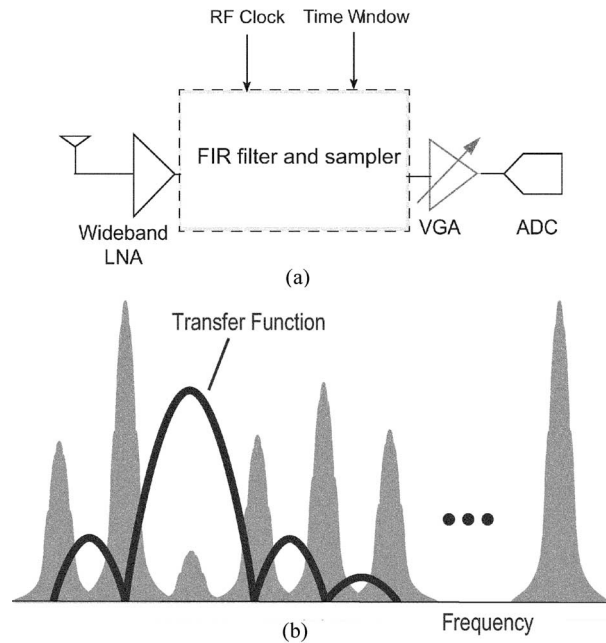 RF Clock Time Window
FIR filter and sampler
Wideband
LNA
VGA
ADC
(a)
Transfer Function
Frequency
(b)